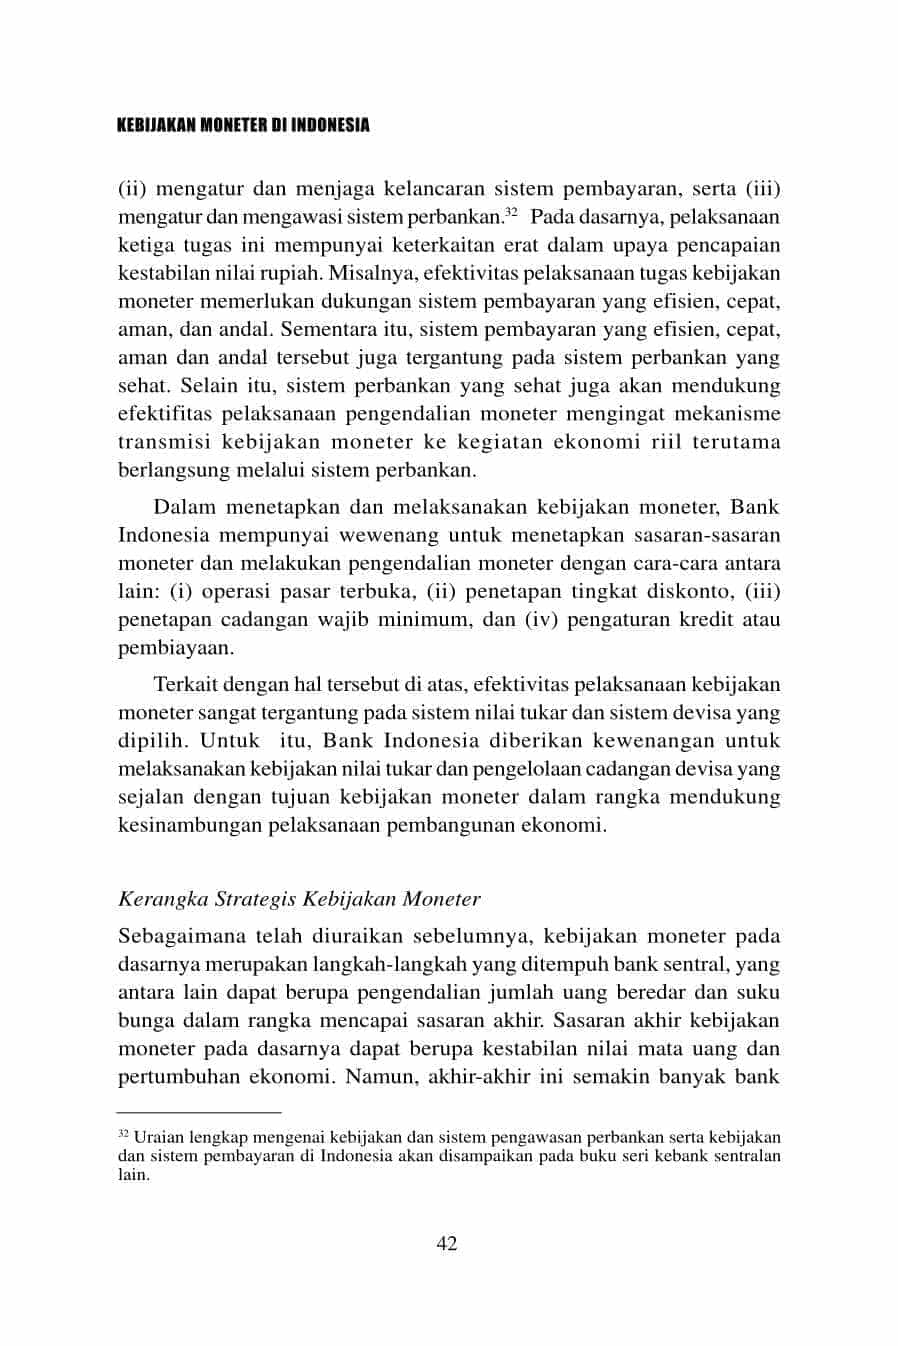 KEBIJAKAN MONETER DI INDONESIA
(ii) mengatur dan menjaga kelancaran sistem pembayaran, serta (iii)
mengatur dan mengawasi sistem perbankan.³² Pada dasarnya, pelaksanaan
ketiga tugas ini mempunyai keterkaitan erat dalam upaya pencapaian
kestabilan nilai rupiah. Misalnya, efektivitas pelaksanaan tugas kebijakan
moneter memerlukan dukungan sistem pembayaran yang efisien, cepat,
aman, dan andal. Sementara itu, sistem pembayaran yang efisien, cepat,
aman dan andal tersebut juga tergantung pada sistem perbankan yang
sehat. Selain itu, sistem perbankan yang sehat juga akan mendukung
efektifitas pelaksanaan pengendalian moneter mengingat mekanisme
transmisi kebijakan moneter ke kegiatan ekonomi riil terutama
berlangsung melalui sistem perbankan.
Dalam menetapkan dan melaksanakan kebijakan moneter, Bank
Indonesia mempunyai wewenang untuk menetapkan sasaran-sasaran
moneter dan melakukan pengendalian moneter dengan cara-cara antara
lain: (i) operasi pasar terbuka, (ii) penetapan tingkat diskonto, (iii)
penetapan cadangan wajib minimum, dan (iv) pengaturan kredit atau
pembiayaan.
Terkait dengan hal tersebut di atas, efektivitas pelaksanaan kebijakan
moneter sangat tergantung pada sistem nilai tukar dan sistem devisa yang
dipilih. Untuk itu, Bank Indonesia diberikan kewenangan untuk
melaksanakan kebijakan nilai tukar dan pengelolaan cadangan devisa yang
sejalan dengan tujuan kebijakan moneter dalam rangka mendukung
kesinambungan pelaksanaan pembangunan ekonomi.
Kerangka Strategis Kebijakan Moneter
Sebagaimana telah diuraikan sebelumnya, kebijakan moneter pada
dasarnya merupakan langkah-langkah yang ditempuh bank sentral, yang
antara lain dapat berupa pengendalian jumlah uang beredar dan suku
bunga dalam rangka mencapai sasaran akhir. Sasaran akhir kebijakan
moneter pada dasarnya dapat berupa kestabilan nilai mata uang dan
pertumbuhan ekonomi. Namun, akhir-akhir ini semakin banyak bank
³² Uraian lengkap mengenai kebijakan dan sistem pengawasan perbankan serta kebijakan
dan sistem pembayaran di Indonesia akan disampaikan pada buku seri kebank sentralan
lain.
42